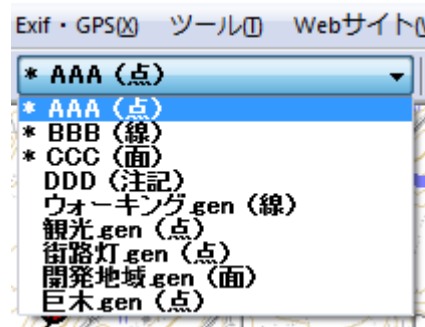 Exif・GPS(X) ツール(T) Webサイト(
* AAA（点）
* AAA（点）
* BBB（線）
* CCC（面）
DDD（注記）
ウォーキング.gen（線）
観光.gen（点）
街路灯.gen（点）
開発地域.gen（面）
巨木.gen（点）